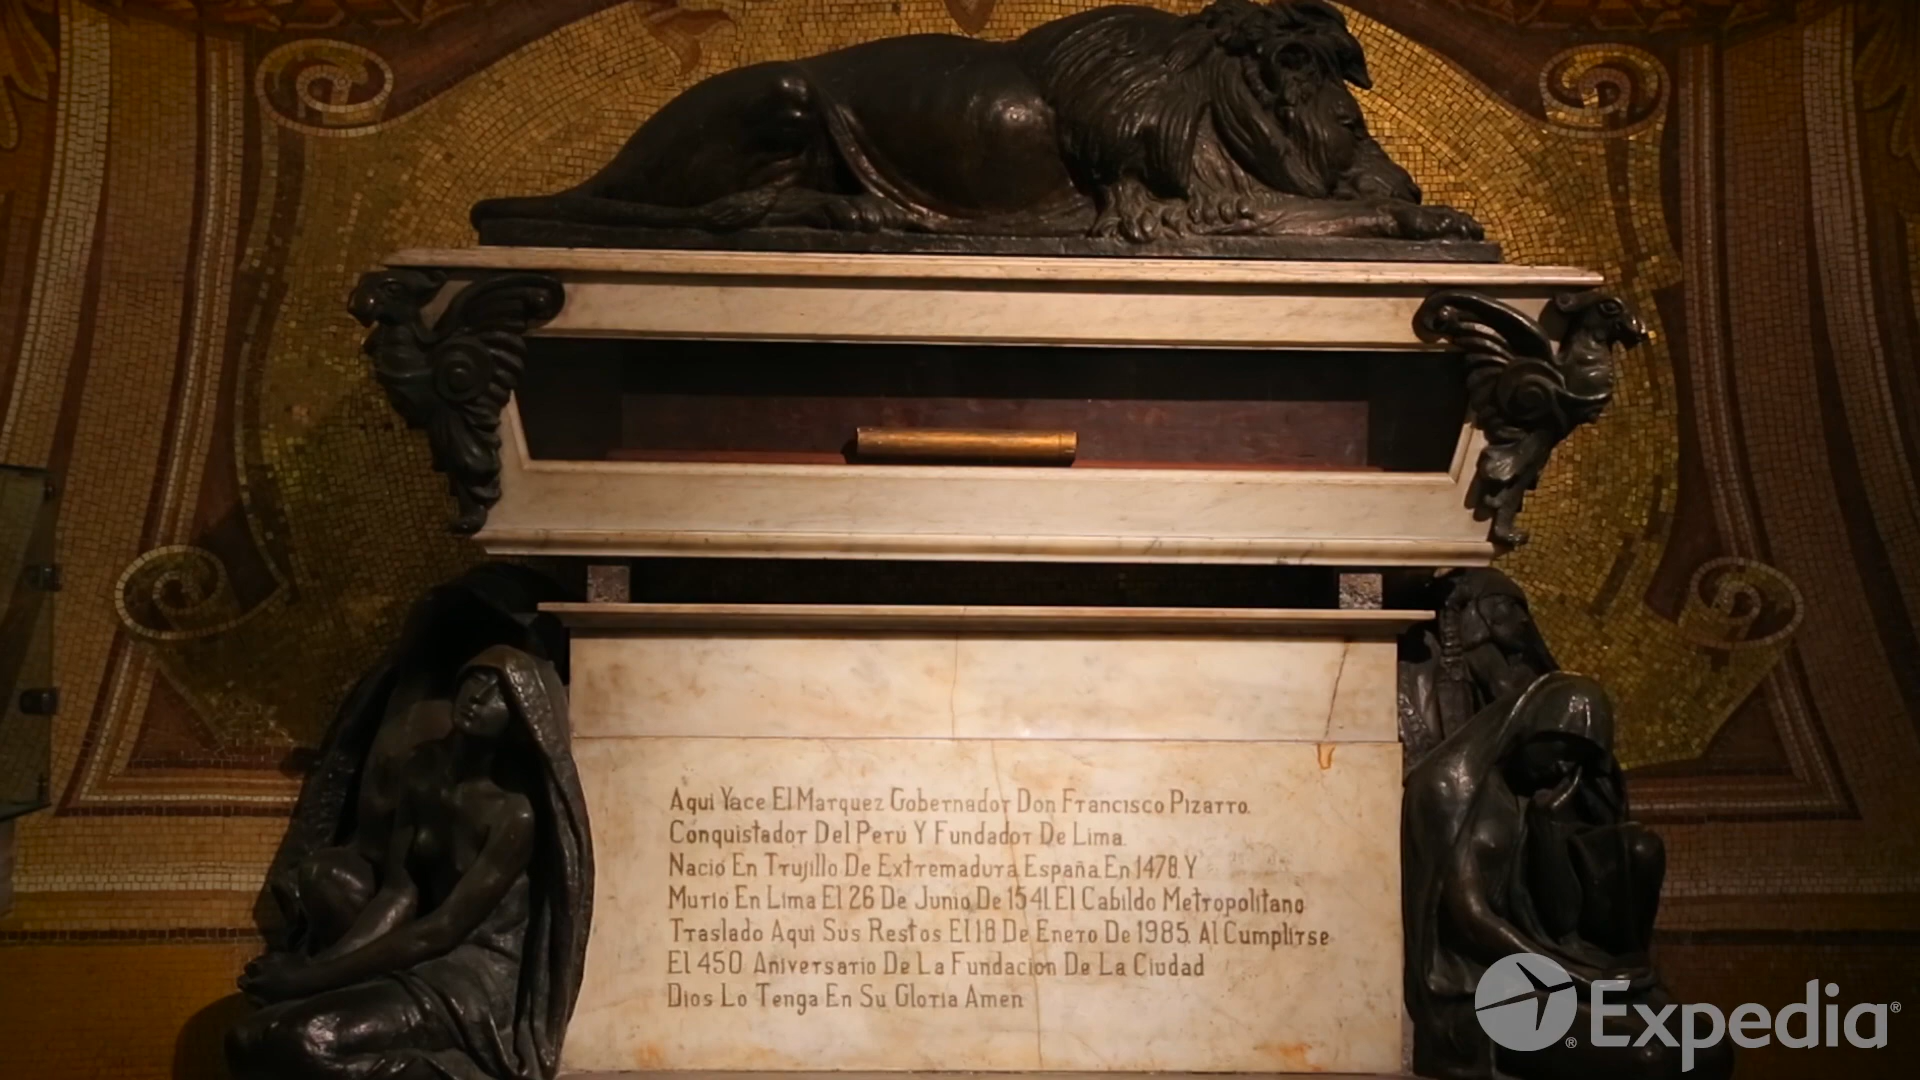 Aqui Yace El Marquez Gobernador Don Francisco Pizarro.
Conquistador Del Perú Y Fundador De Lima.
Nació En Trujillo De Extremadura España En 1478 Y
Murio En Lima El 26 De Junio De 1541 El Cabildo Metropolitano
Traslado Aqui Sus Restos El 18 De Enero De 1985. Al Cumplirse
El 450 Aniversario De La Fundación De La Ciudad
Dios Lo Tenga En Su Gloria Amen
Expedia®